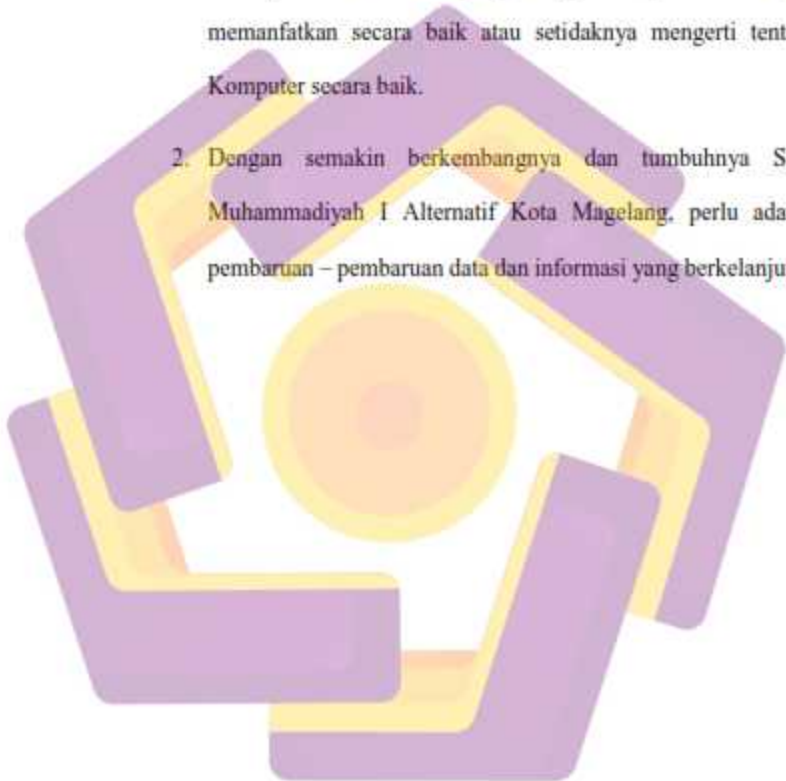 memanfatkan secara baik atau setidaknya mengerti tent
Komputer secara baik.
2. Dengan semakin berkembangnya dan tumbuhnya S
Muhammadiyah I Alternatif Kota Magelang, perlu ada
pembaruan – pembaruan data dan informasi yang berkelanju